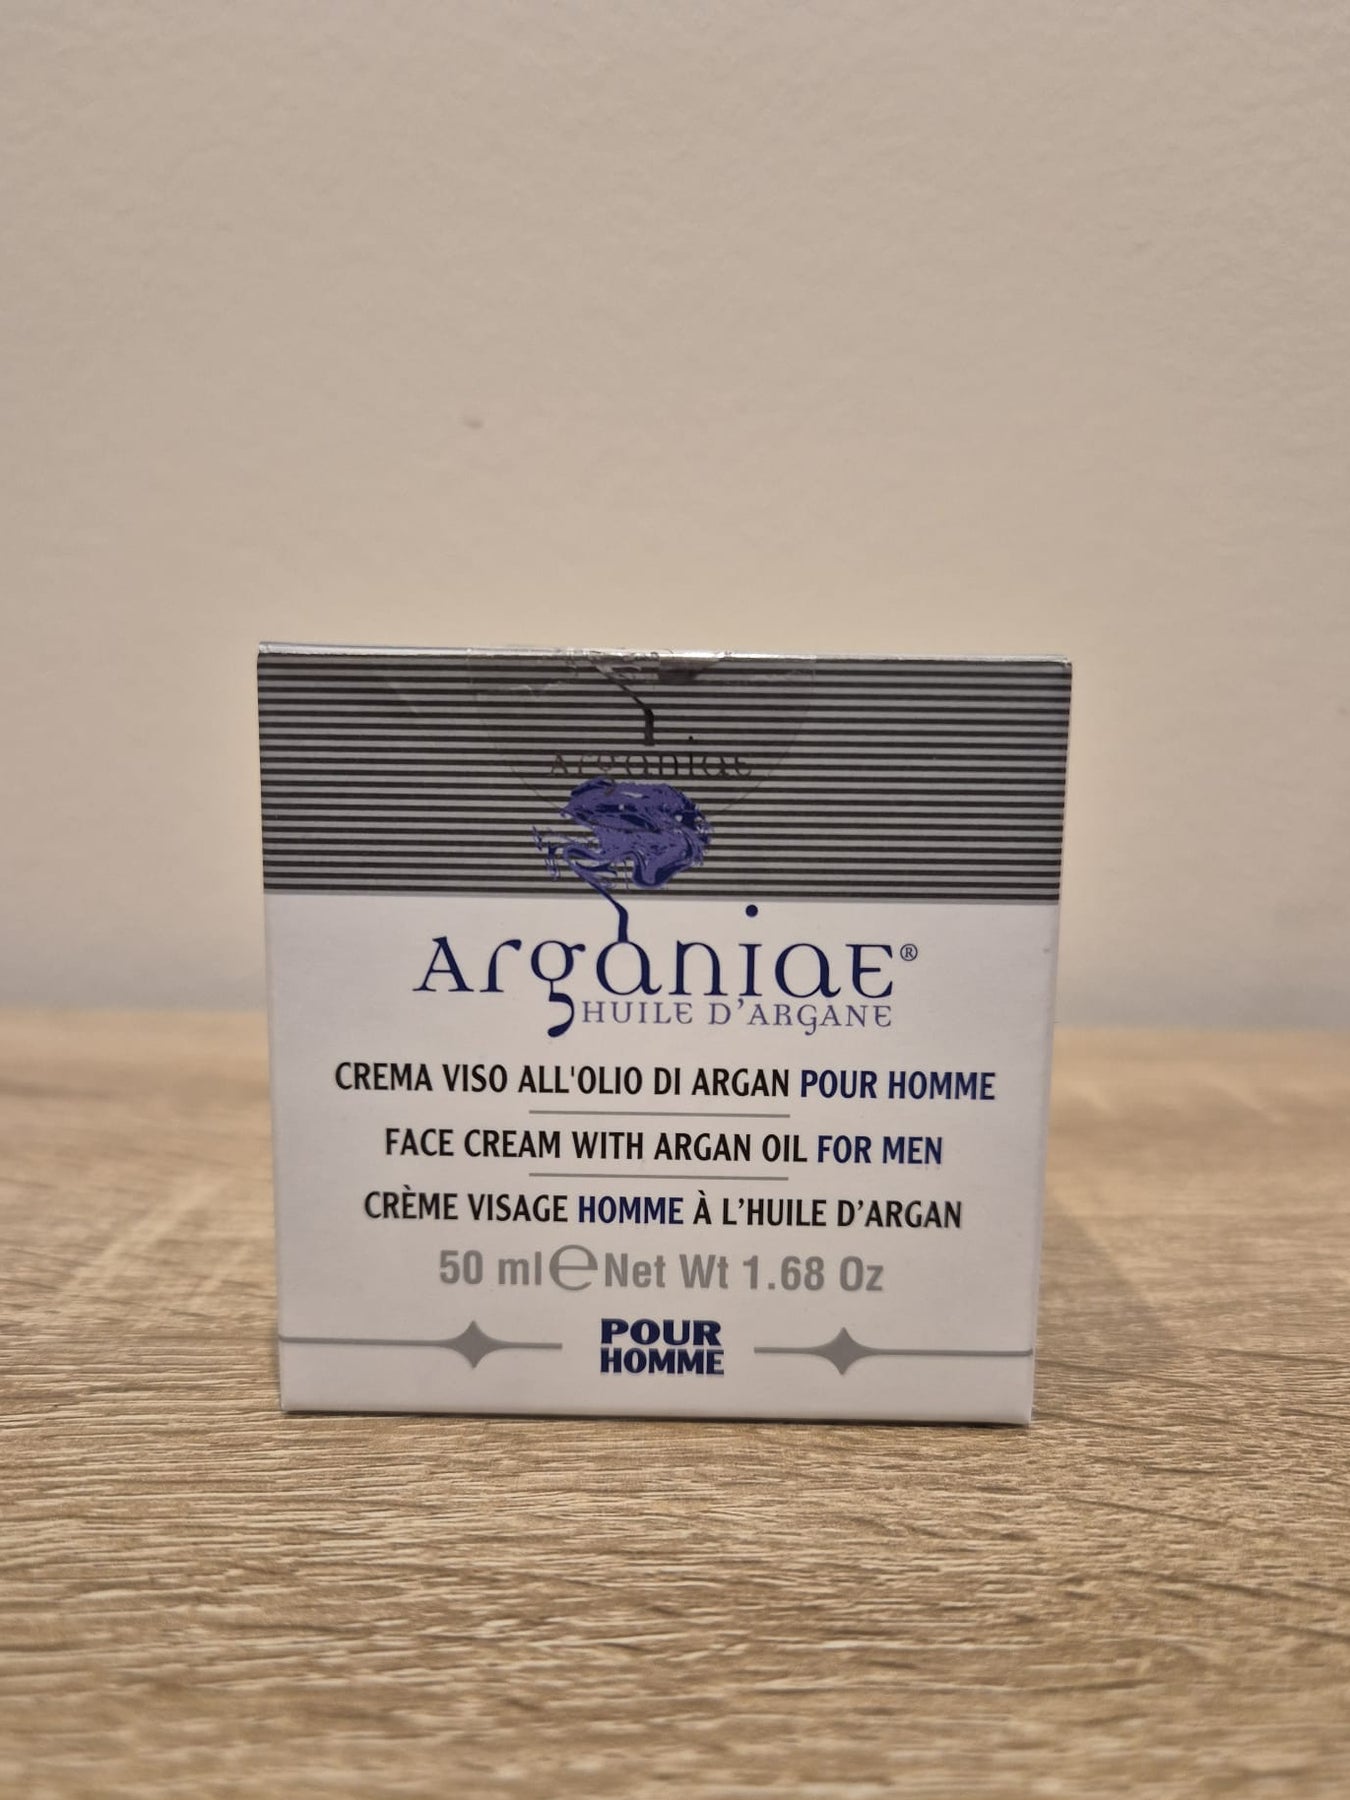 Arganiae
Arganiae®
HUILE D'ARGANE
CREMA VISO ALL'OLIO DI ARGAN POUR HOMME
FACE CREAM WITH ARGAN OIL FOR MEN
CRÈME VISAGE HOMME À L'HUILE D'ARGAN
50 ml ℮ Net Wt 1.68 Oz
POUR
HOMME